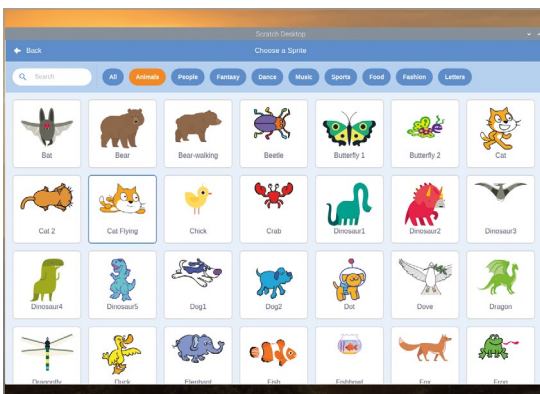 Scratch Desktop
Back
Choose a Sprite
Search
All Animals People Fantasy Dance Music Sports Food Fashion Letters
Bat Bear Bear-walking Beetle Butterfly 1 Butterfly 2 Cat
Cat 2 Cat Flying Chick Crab Dinosaur1 Dinosaur2 Dinosaur3
Dinosaur4 Dinosaur5 Dog1 Dog2 Dot Dove Dragon
Dragonfly Duck Elephant Fish Fishbowl Fox Frog